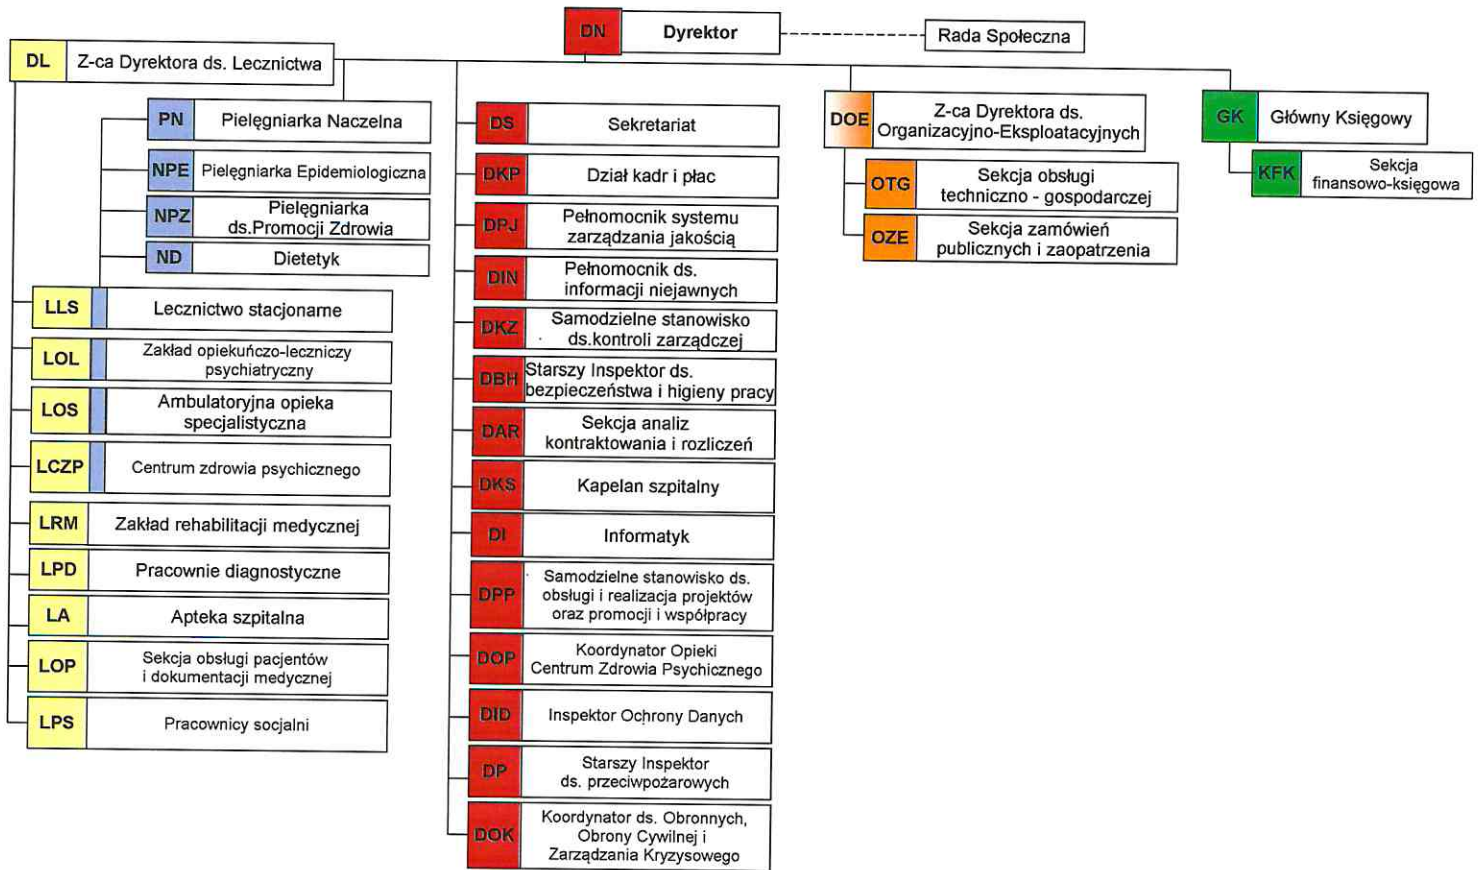 DN Dyrektor
Rada Społeczna
DL Z-ca Dyrektora ds. Lecznictwa
PN Pielęgniarka Naczelna
NPE Pielęgniarka Epidemiologiczna
NPZ Pielęgniarka
ds.Promocji Zdrowia
ND Dietetyk
LLS Lecznictwo stacjonarne
LOL Zakład opiekuńczo-leczniczy
psychiatryczny
LOS Ambulatoryjna opieka
specjalistyczna
LCZP Centrum zdrowia psychicznego
LRM Zakład rehabilitacji medycznej
LPD Pracownie diagnostyczne
LA Apteka szpitalna
LOP Sekcja obsługi pacjentów
i dokumentacji medycznej
LPS Pracownicy socjalni
DS Sekretariat
DKP Dział kadr i płac
DPJ Pełnomocnik systemu
zarządzania jakością
DIN Pełnomocnik ds.
informacji niejawnych
DKZ Samodzielne stanowisko
ds.kontroli zarządczej
DBH Starszy Inspektor ds.
bezpieczeństwa i higieny pracy
DAR Sekcja analiz
kontraktowania i rozliczeń
DKS Kapelan szpitalny
DI Informatyk
DPP Samodzielne stanowisko ds.
obsługi i realizacja projektów
oraz promocji i współpracy
DOP Koordynator Opieki
Centrum Zdrowia Psychicznego
DID Inspektor Ochrony Danych
DP Starszy Inspektor
ds. przeciwpożarowych
DOK Koordynator ds. Obronnych,
Obrony Cywilnej i
Zarządzania Kryzysowego
DOE Z-ca Dyrektora ds.
Organizacyjno-Eksploatacyjnych
OTG Sekcja obsługi
techniczno - gospodarczej
OZE Sekcja zamówień
publicznych i zaopatrzenia
GK Główny Księgowy
KFK Sekcja
finansowo-księgowa